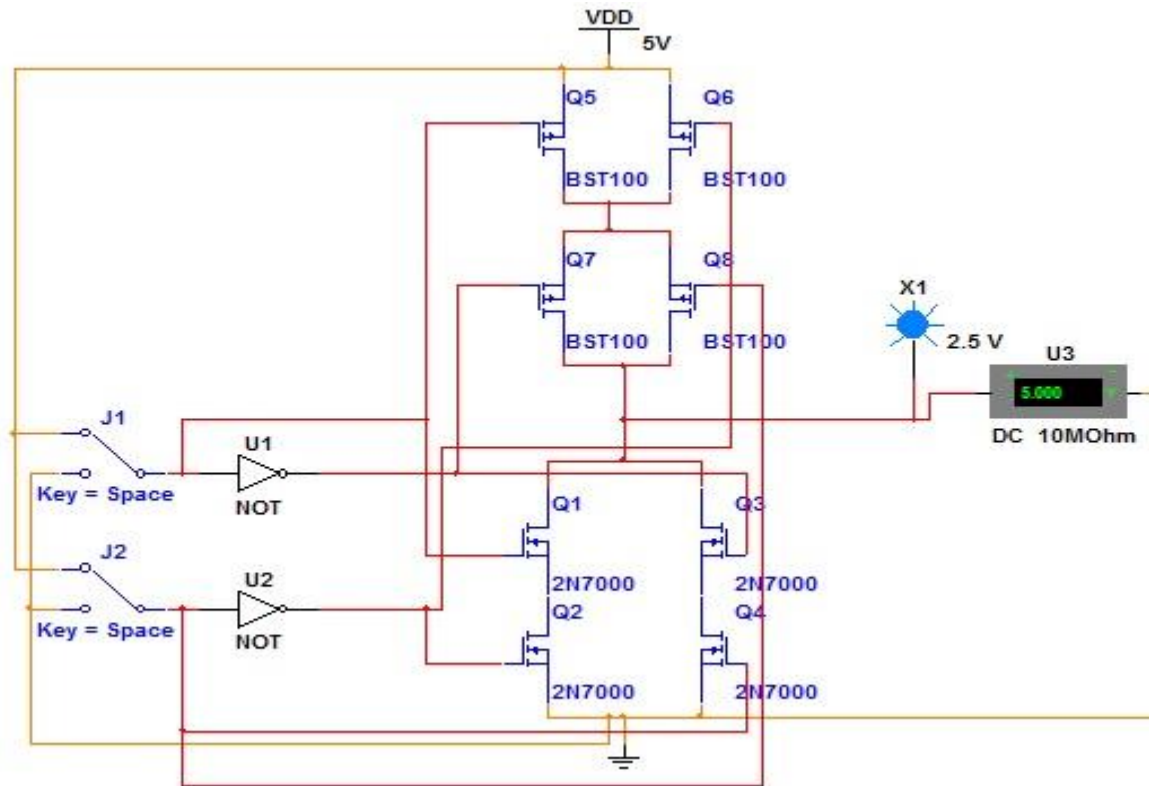 VDD
5V
Q5
Q6
BST100
BST100
Q7
Q8
BST100
BST100
X1
2.5 V
U3
5.000
DC 10MOhm
J1
Key = Space
U1
NOT
Q1
Q3
2N7000
2N7000
J2
Key = Space
U2
NOT
Q2
Q4
2N7000
2N7000